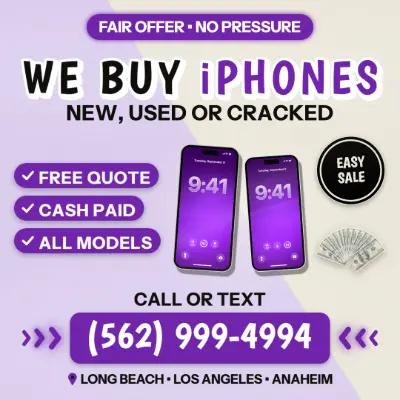 FAIR OFFER • NO PRESSURE
WE BUY iPHONES
NEW, USED OR CRACKED
FREE QUOTE
CASH PAID
ALL MODELS
9:41
9:41
EASY
SALE
CALL OR TEXT
(562) 999-4994
LONG BEACH • LOS ANGELES • ANAHEIM